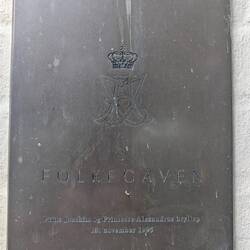 FOLKEGAVEN
Prins Joachim og Prinsesse Alexandras bryllup
18. november 1995